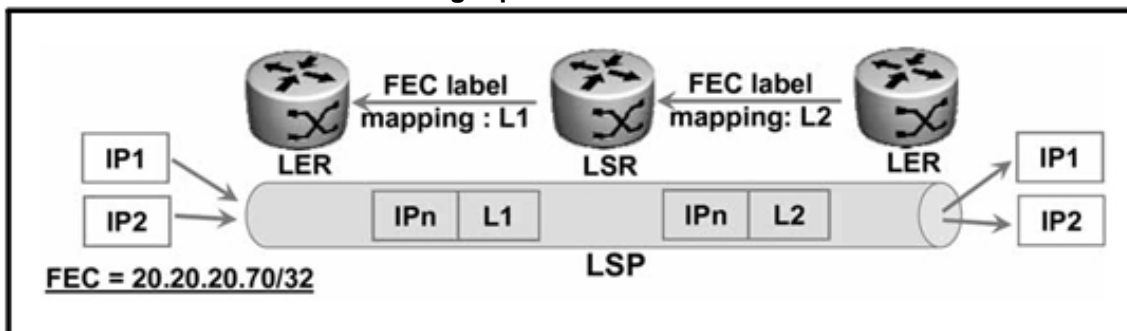 FEC label
mapping : L1
FEC label
mapping: L2
LER
LSR
LER
IP1
IP2
IPn L1
IPn L2
IP1
IP2
LSP
FEC = 20.20.20.70/32